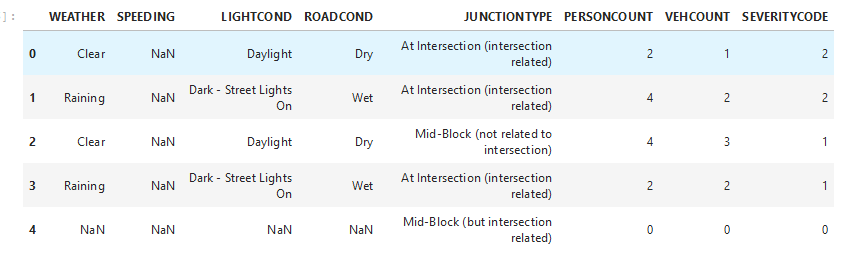 ]: WEATHER SPEEDING LIGHTCOND ROADCOND JUNCTIONTYPE PERSONCOUNT VEHCOUNT SEVERITYCODE
0 Clear NaN Daylight Dry At Intersection (intersection related) 2 1 2
1 Raining NaN Dark - Street Lights On Wet At Intersection (intersection related) 4 2 2
2 Clear NaN Daylight Dry Mid-Block (not related to intersection) 4 3 1
3 Raining NaN Dark - Street Lights On Wet At Intersection (intersection related) 2 2 1
4 NaN NaN NaN NaN Mid-Block (but intersection related) 0 0 0